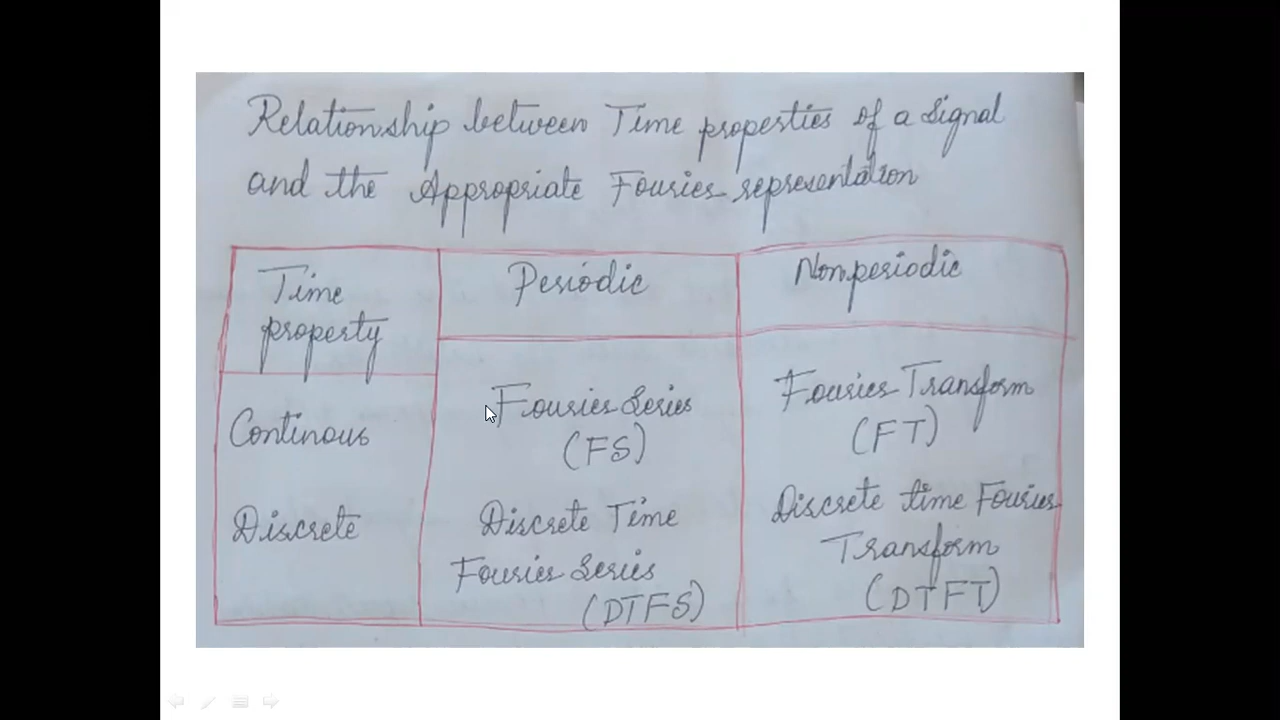 Relationship between Time properties of a Signal
and the Appropriate Fourier representation
Time
property
Periodic
Nonperiodic
Continous
Fourier Series
(FS)
Fourier Transform
(FT)
Discrete
Discrete Time
Fourier Series
(DTFS)
Discrete time Fourier
Transform
(DTFT)